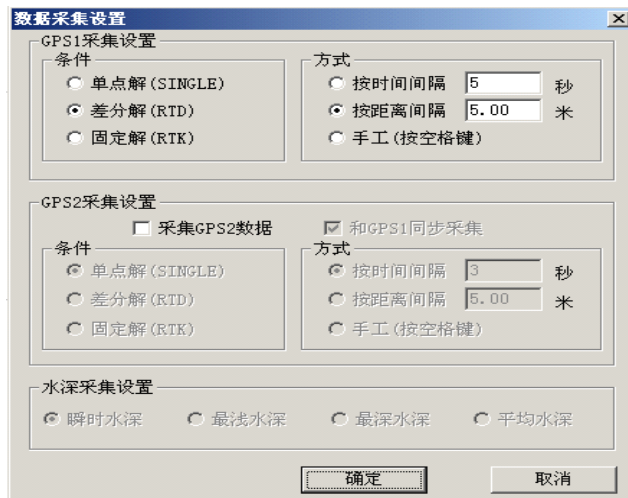 数据采集设置
GPS1采集设置
条件
方式
单点解(SINGLE)
按时间间隔 5 秒
差分解(RTD)
按距离间隔 5.00 米
固定解(RTK)
手工(按空格键)
GPS2采集设置
采集GPS2数据
和GPS1同步采集
条件
方式
单点解(SINGLE)
按时间间隔 3 秒
差分解(RTD)
按距离间隔 5.00 米
固定解(RTK)
手工(按空格键)
水深采集设置
瞬时水深 最浅水深 最深水深 平均水深
确定 取消